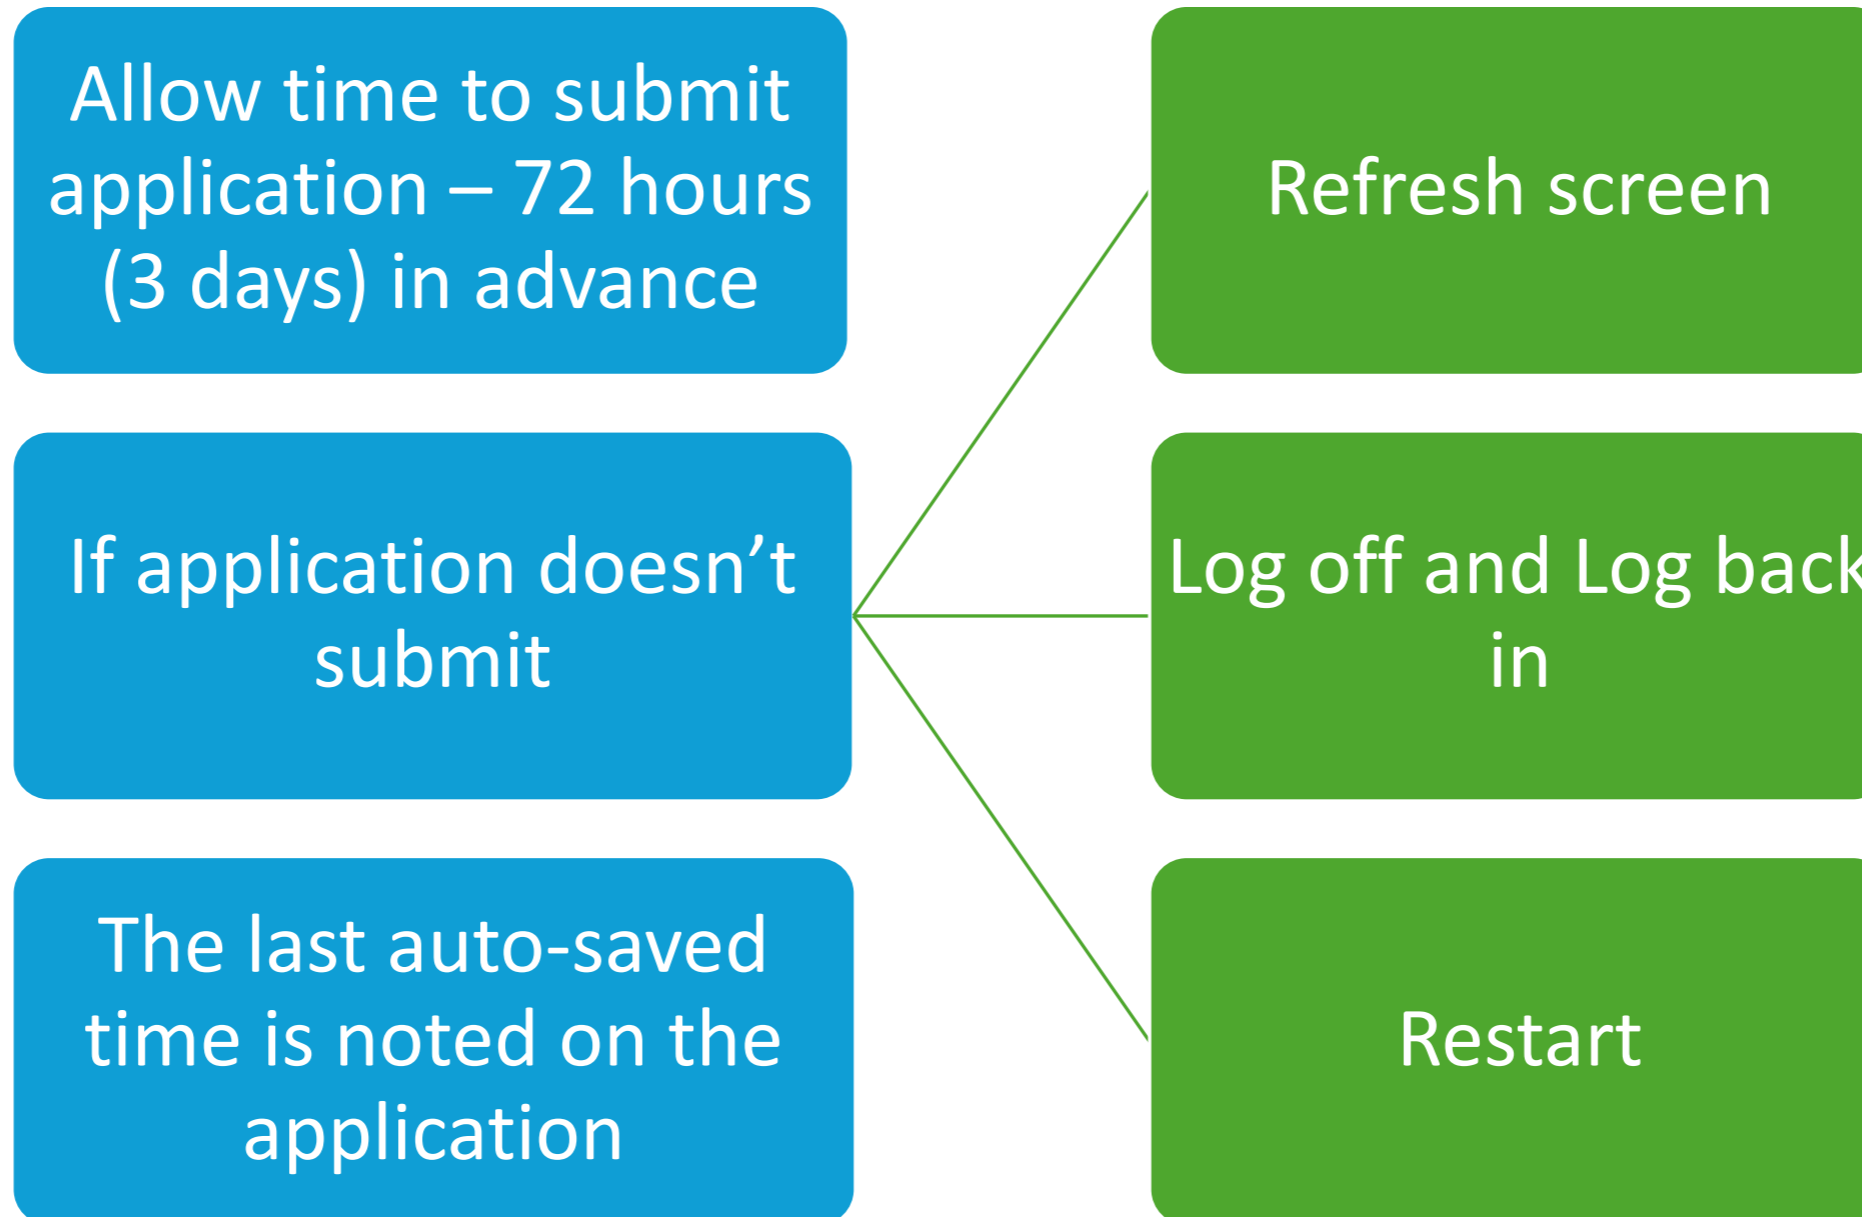 Allow time to submit
application – 72 hours
(3 days) in advance
If application doesn’t
submit
The last auto-saved
time is noted on the
application
Refresh screen
Log off and Log back
in
Restart